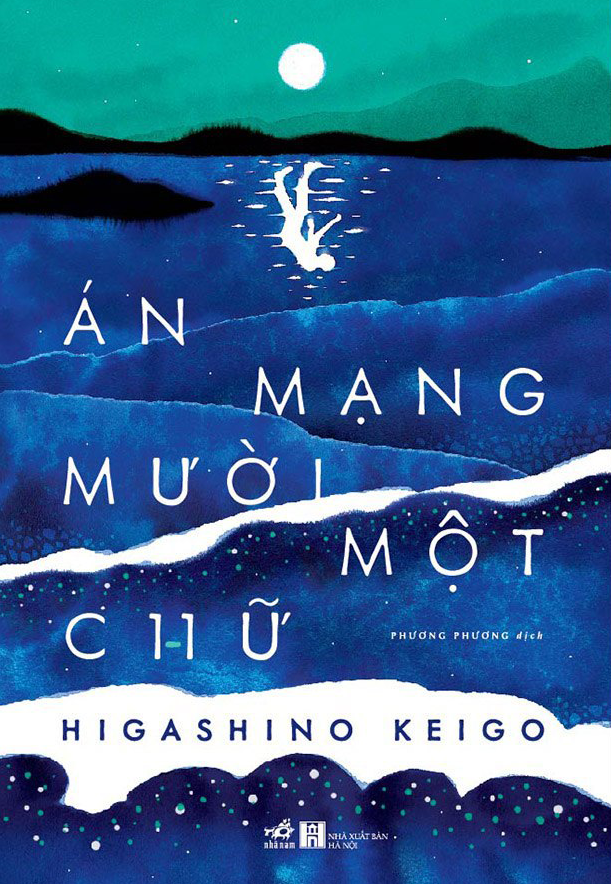 ÁN
MẠNG
MƯỜI
MỘT
CHỮ
PHƯƠNG PHƯƠNG dịch
HIGASHINO KEIGO
nhã nam
NHÀ XUẤT BẢN
HÀ NỘI